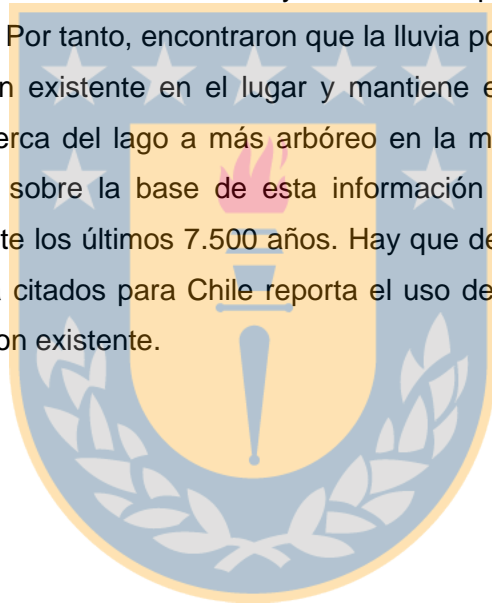 Por tanto, encontraron que la lluvia po
n existente en el lugar y mantiene e
erca del lago a más arbóreo en la m
sobre la base de esta información
te los últimos 7.500 años. Hay que de
citados para Chile reporta el uso de
on existente.